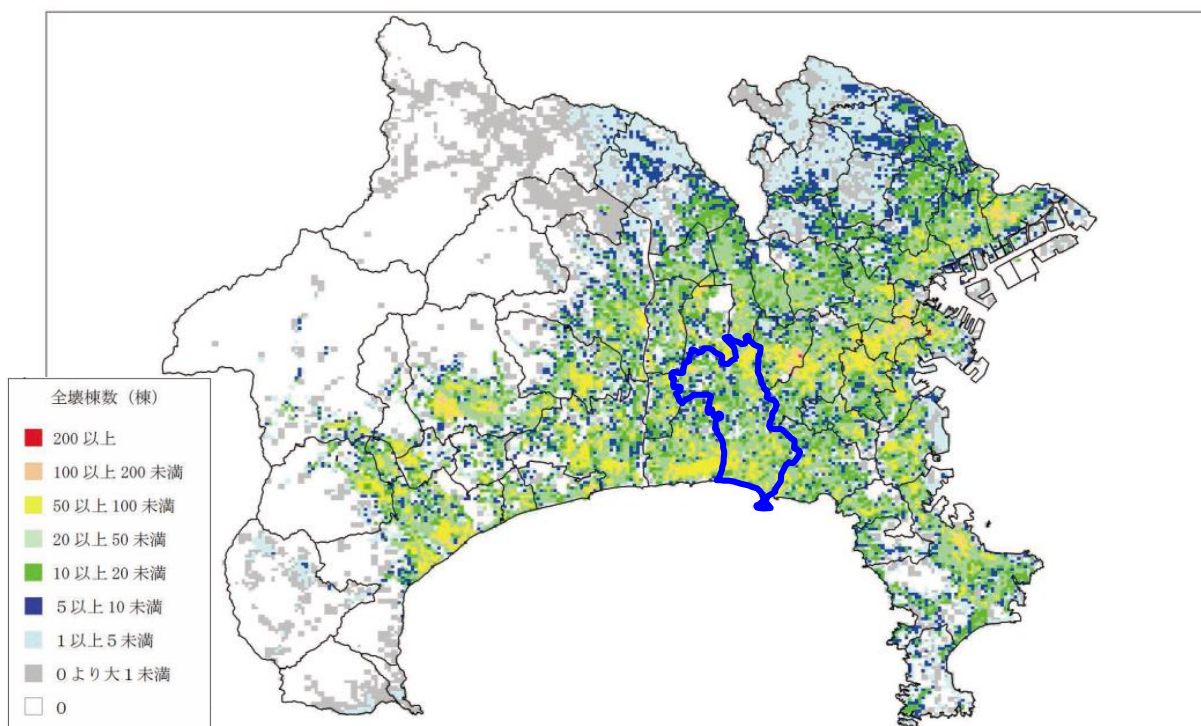 全壊棟数（棟）
200 以上
100 以上 200 未満
50 以上 100 未満
20 以上 50 未満
10 以上 20 未満
5 以上 10 未満
1 以上 5 未満
0 より大 1 未満
0